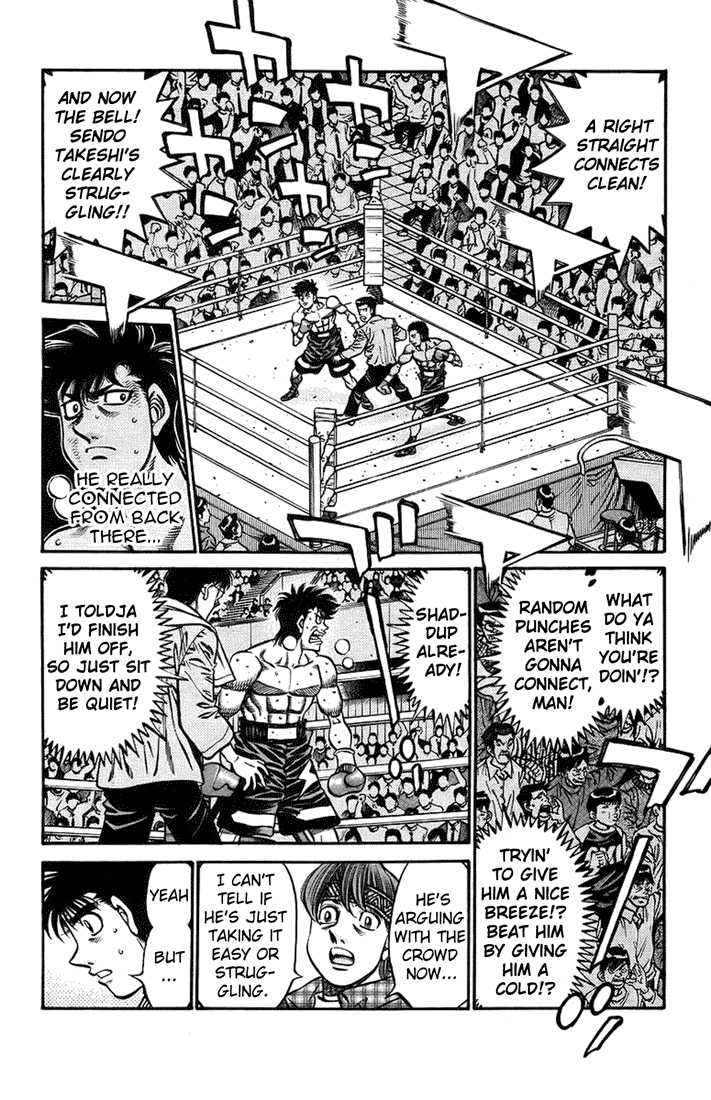 A RIGHT
STRAIGHT
CONNECTS
CLEAN!
AND NOW
THE BELL!
SENDO
TAKESHI'S
CLEARLY
STRUG-
GLING!!
HE REALLY
CONNECTED
FROM BACK
THERE...
WHAT
DO YA
THINK
YOU'RE
DOIN'!?
RANDOM
PUNCHES
AREN'T
GONNA
CONNECT,
MAN!
TRYIN'
TO GIVE
HIM A NICE
BREEZE!?
BEAT HIM
BY GIVING
HIM A
COLD!?
SHAD-
DUP
ALRE-
ADY!
I TOLDJA
I'D FINISH
HIM OFF,
SO JUST SIT
DOWN AND
BE QUIET!
HE'S
ARGUING
WITH THE
CROWD
NOW...
I CAN'T
TELL IF
HE'S JUST
TAKING IT
EASY OR
STRUG-
GLING.
YEAH
BUT
...